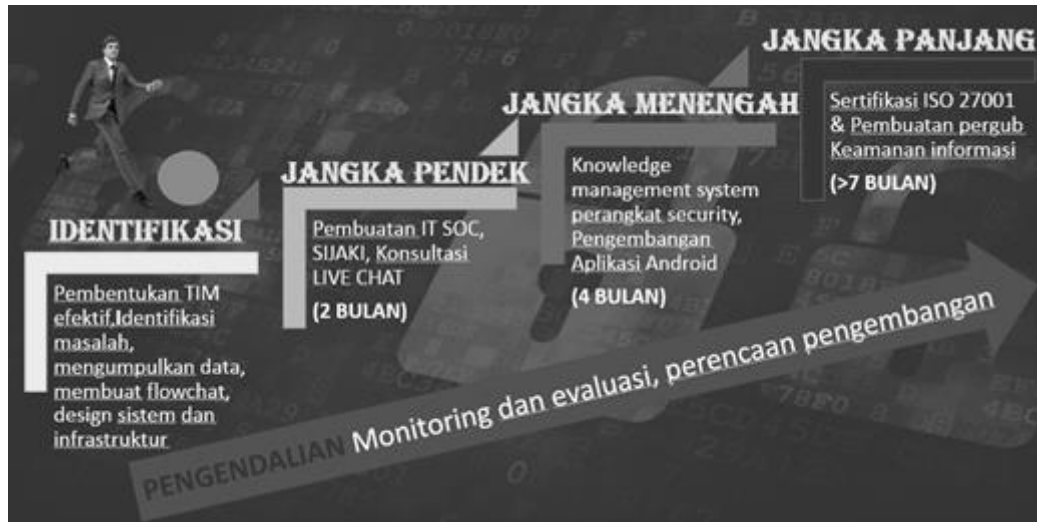 IDENTIFIKASI
Pembentukan TIM
efektif,Identifikasi
masalah,
mengumpulkan data,
membuat flowchat,
design sistem dan
infrastruktur
JANGKA PENDEK
Pembuatan IT SOC,
SIJAKI, Konsultasi
LIVE CHAT
(2 BULAN)
JANGKA MENENGAH
Knowledge
management system
perangkat security,
Pengembangan
Aplikasi Android
(4 BULAN)
JANGKA PANJANG
Sertifikasi ISO 27001
& Pembuatan pergub
Keamanan informasi
(>7 BULAN)
PENGENDALIAN Monitoring dan evaluasi, perencaan pengembangan